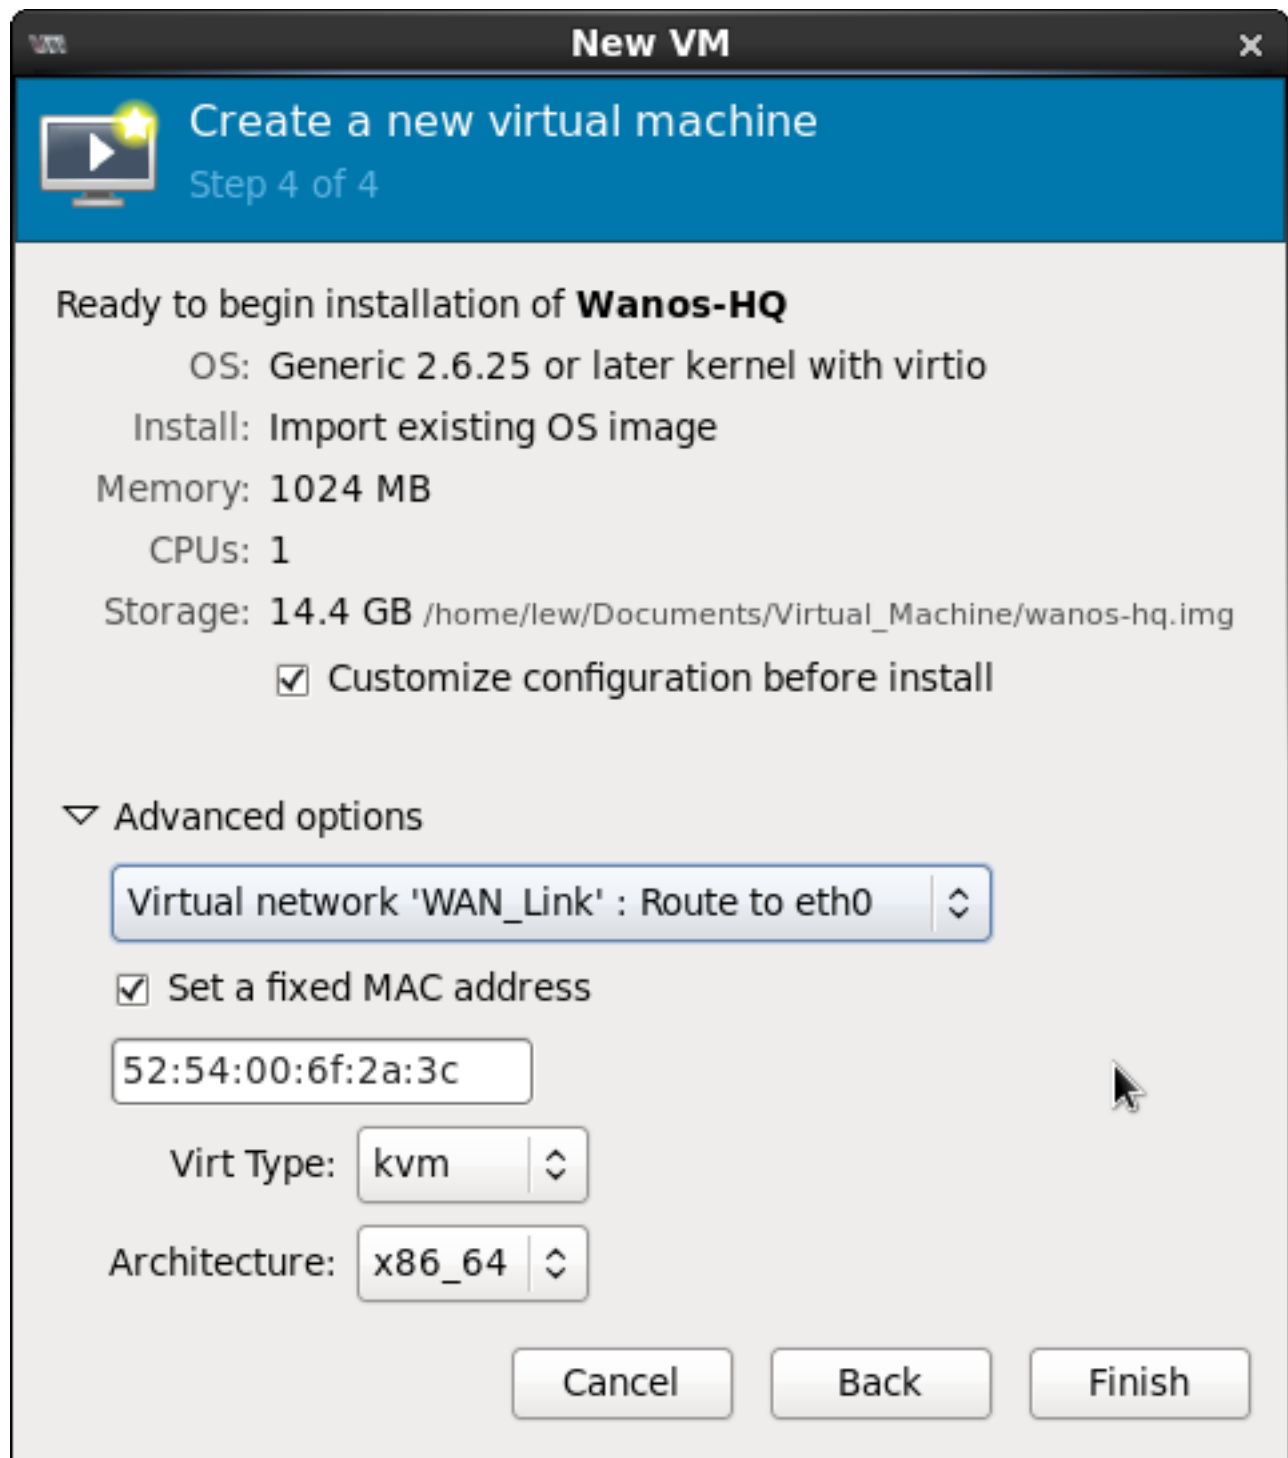 New VM
Create a new virtual machine
Step 4 of 4
Ready to begin installation of Wanos-HQ
OS: Generic 2.6.25 or later kernel with virtio
Install: Import existing OS image
Memory: 1024 MB
CPUs: 1
Storage: 14.4 GB /home/lew/Documents/Virtual_Machine/wanos-hq.img
Customize configuration before install
Advanced options
Virtual network 'WAN_Link' : Route to eth0
Set a fixed MAC address
52:54:00:6f:2a:3c
Virt Type: kvm
Architecture: x86_64
Cancel Back Finish